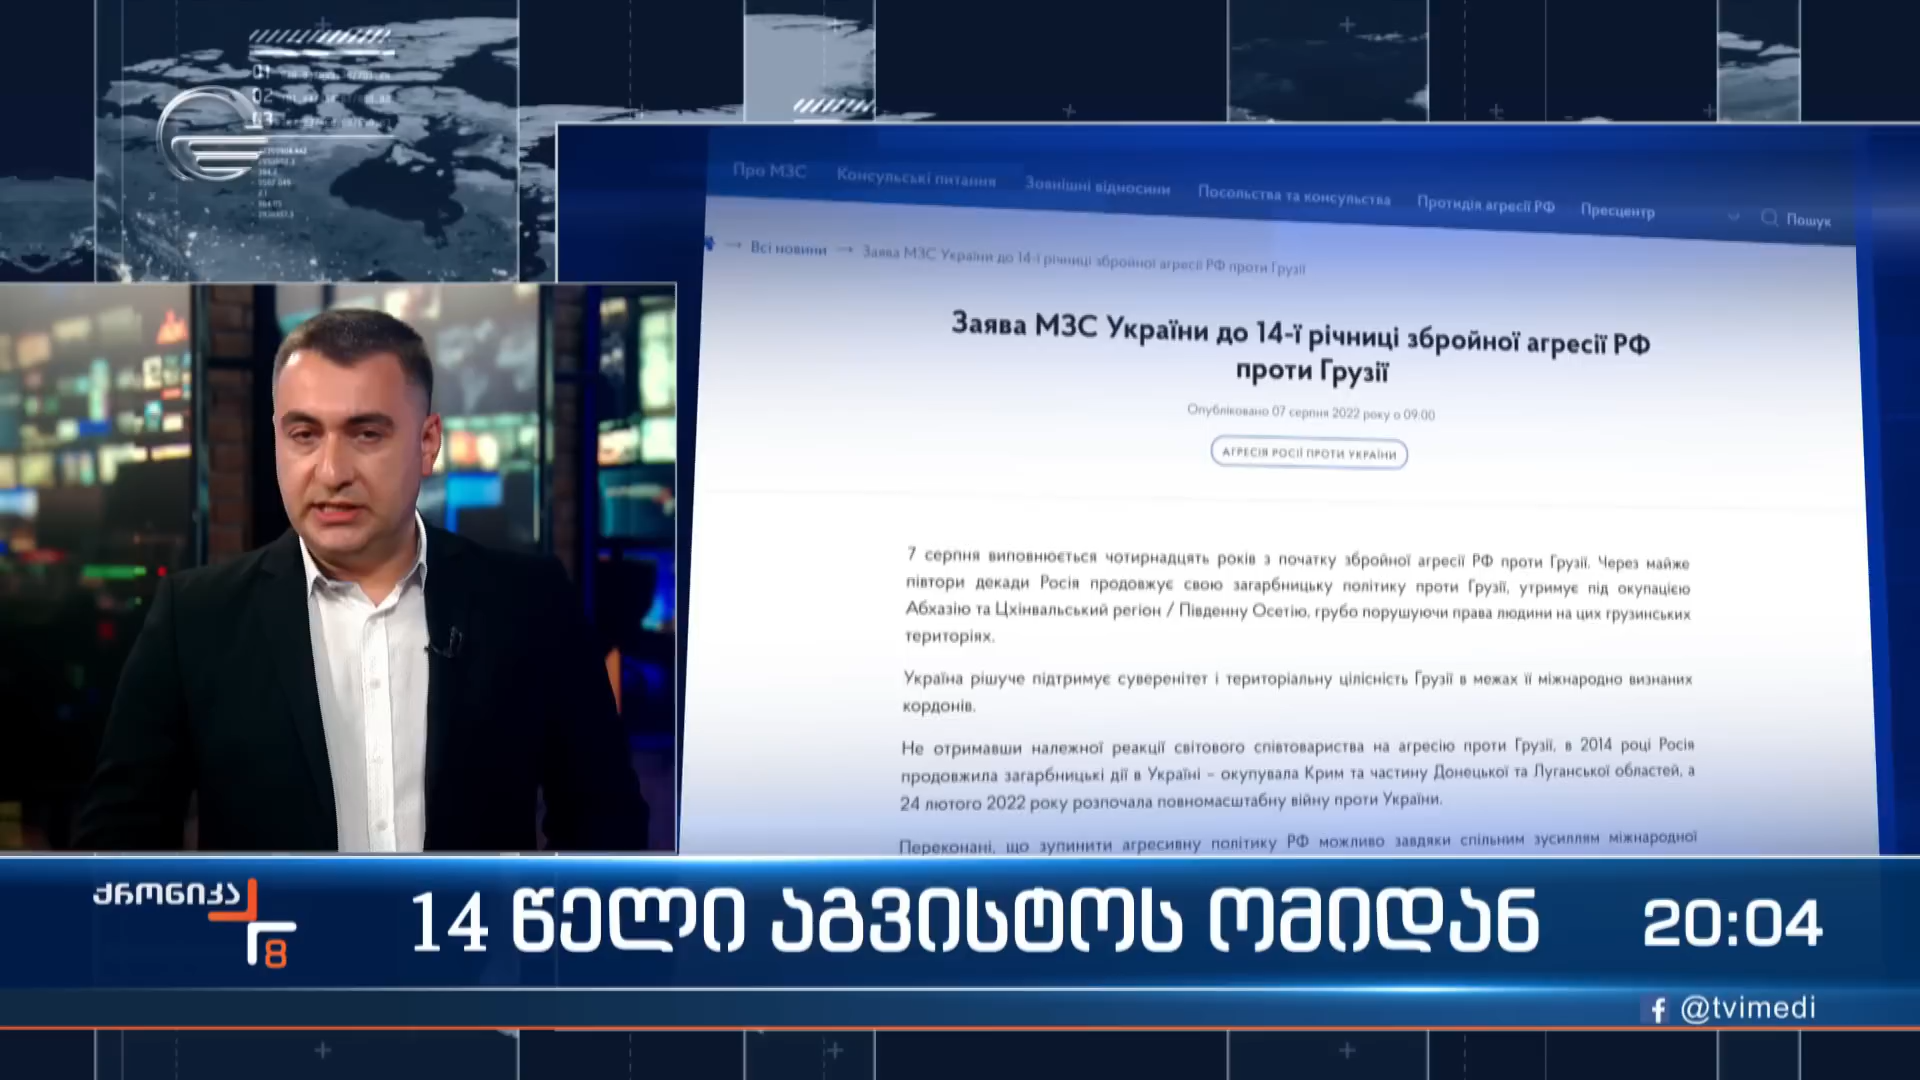 01
02
Про МЗС Консульські питання Зовнішні відносини Посольства та консульства Протидія агресії РФ Пресцентр Пошук
→ Всі новини → Заява МЗС України до 14-ї річниці збройної агресії РФ проти Грузії
Заява МЗС України до 14-ї річниці збройної агресії РФ
проти Грузії
Опубліковано 07 серпня 2022 року о 09:00
АГРЕСІЯ РОСІЇ ПРОТИ УКРАЇНИ
7 серпня виповнюється чотирнадцять років з початку збройної агресії РФ проти Грузії. Через майже
півтори декади Росія продовжує свою загарбницьку політику проти Грузії, утримує під окупацією
Абхазію та Цхінвальський регіон / Південну Осетію, грубо порушуючи права людини на цих грузинських
територіях.
Україна рішуче підтримує суверенітет і територіальну цілісність Грузії в межах її міжнародно визнаних
кордонів.
Не отримавши належної реакції світового співтовариства на агресію проти Грузії, в 2014 році Росія
продовжила загарбницькі дії в Україні – окупувала Крим та частину Донецької та Луганської областей, а
24 лютого 2022 року розпочала повномасштабну війну проти України.
Переконані, що зупинити агресивну політику РФ можливо завдяки спільним зусиллям міжнародної
ქრონიკა
8
14 წელი აგვისტოს ომიდან
20:04
@tvimedi